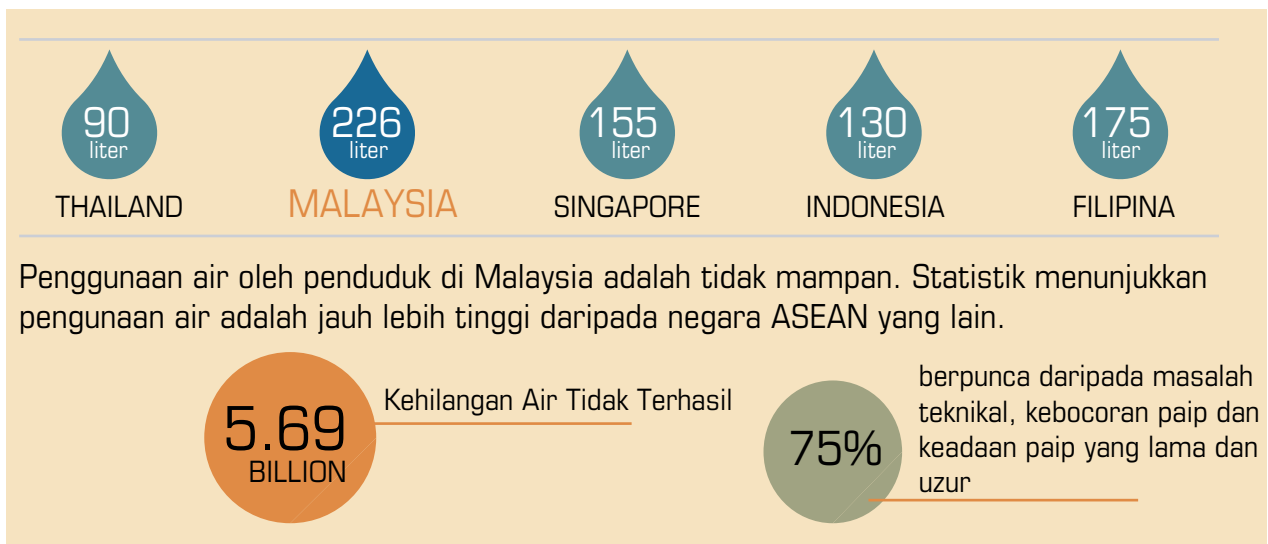 90
liter
THAILAND
226
liter
MALAYSIA
155
liter
SINGAPORE
130
liter
INDONESIA
175
liter
FILIPINA
Penggunaan air oleh penduduk di Malaysia adalah tidak mampan. Statistik menunjukkan
pengunaan air adalah jauh lebih tinggi daripada negara ASEAN yang lain.
5.69
BILLION
Kehilangan Air Tidak Terhasil
75%
berpunca daripada masalah
teknikal, kebocoran paip dan
keadaan paip yang lama dan
uzur